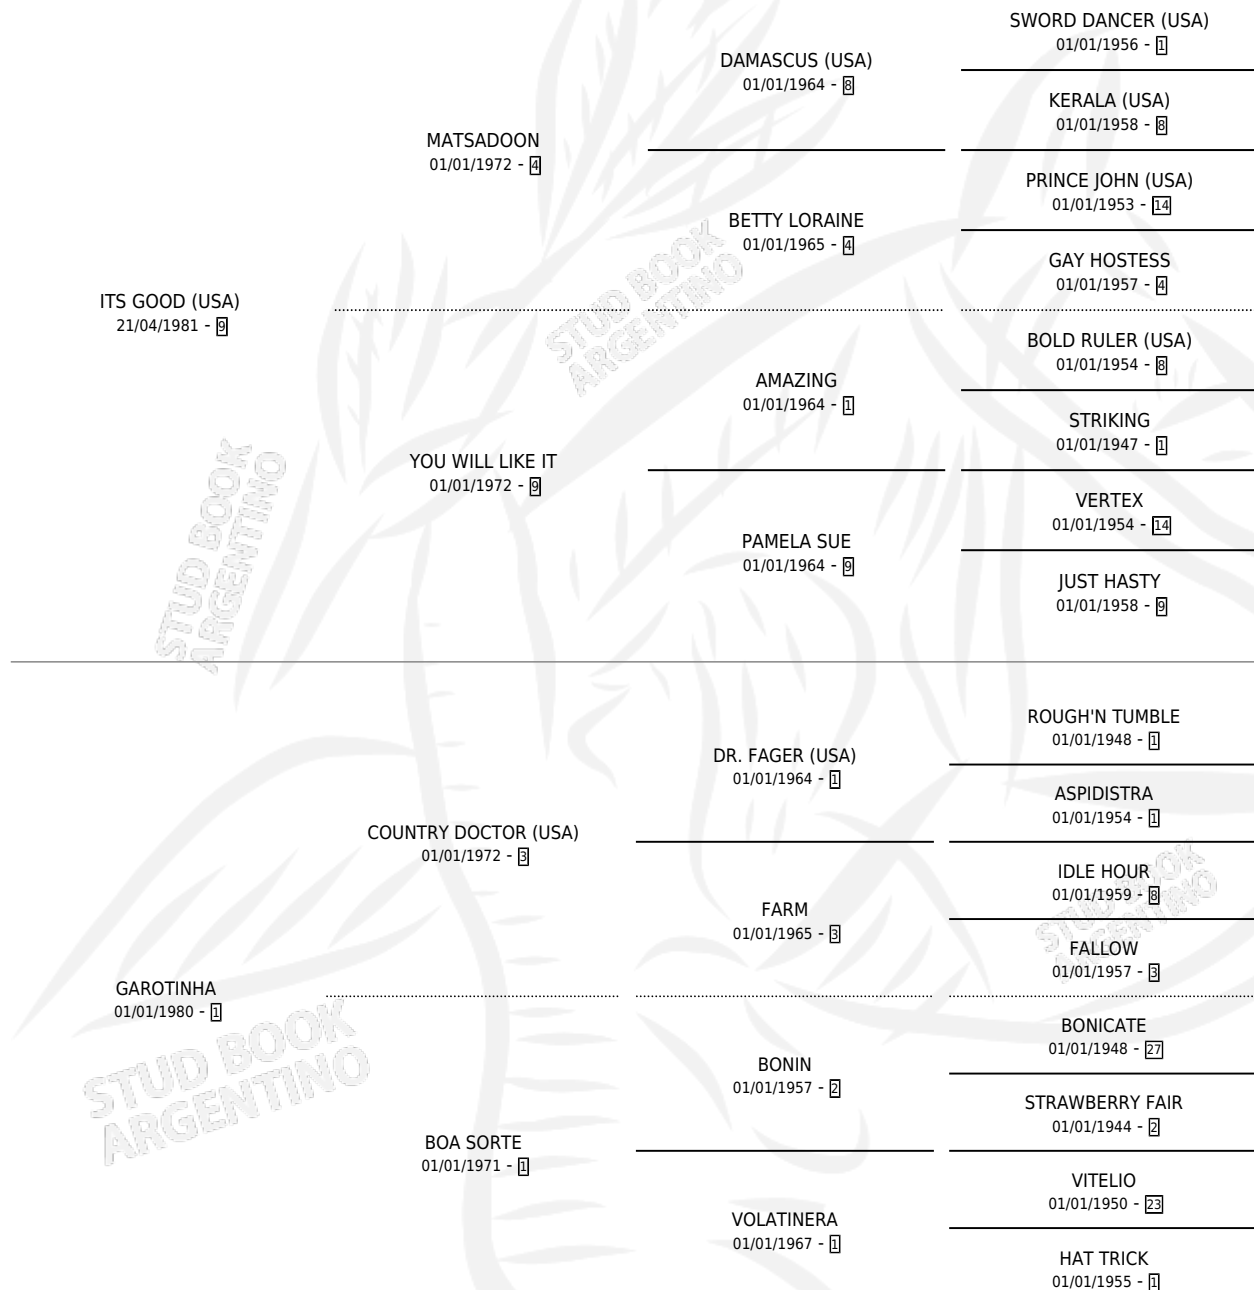 SWORD DANCER (USA)
01/01/1956 - 1
DAMASCUS (USA)
01/01/1964 - 8
KERALA (USA)
01/01/1958 - 8
MATSADOON
01/01/1972 - 4
PRINCE JOHN (USA)
01/01/1953 - 14
BETTY LORAINE
01/01/1965 - 4
GAY HOSTESS
01/01/1957 - 4
ITS GOOD (USA)
21/04/1981 - 9
BOLD RULER (USA)
01/01/1954 - 8
AMAZING
01/01/1964 - 1
STRIKING
01/01/1947 - 1
YOU WILL LIKE IT
01/01/1972 - 9
VERTEX
01/01/1954 - 14
PAMELA SUE
01/01/1964 - 9
JUST HASTY
01/01/1958 - 9
ROUGH'N TUMBLE
01/01/1948 - 1
DR. FAGER (USA)
01/01/1964 - 1
ASPIDISTRA
01/01/1954 - 1
COUNTRY DOCTOR (USA)
01/01/1972 - 3
IDLE HOUR
01/01/1959 - 8
FARM
01/01/1965 - 3
FALLOW
01/01/1957 - 3
GAROTINHA
01/01/1980 - 1
BONICATE
01/01/1948 - 27
BONIN
01/01/1957 - 2
STRAWBERRY FAIR
01/01/1944 - 2
BOA SORTE
01/01/1971 - 1
VITELIO
01/01/1950 - 23
VOLATINERA
01/01/1967 - 1
HAT TRICK
01/01/1955 - 1
STUD BOOK
ARGENTINO
STUD BOOK
ARGENTINO
STUD BOOK
ARGENTINO
STUD BOOK
ARGENTINO